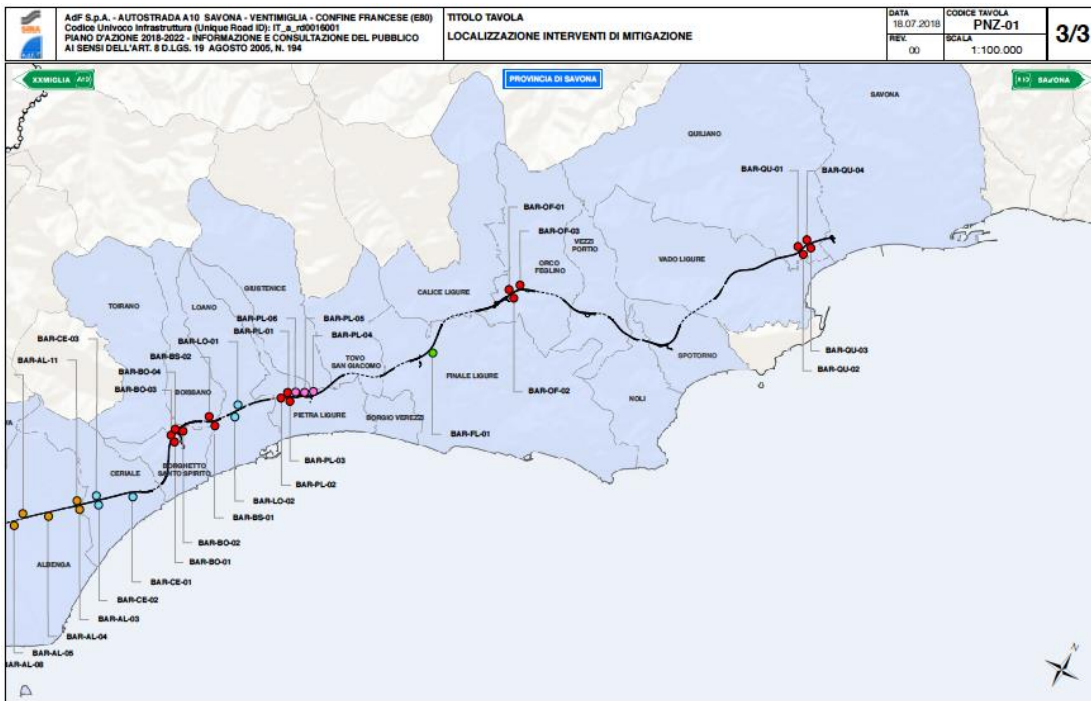 AdF S.p.A. - AUTOSTRADA A10 SAVONA - VENTIMIGLIA - CONFINE FRANCESE (E80)
Codice Univoco Infrastruttura (Unique Road ID): IT_a_rd0016001
PIANO D'AZIONE 2018-2022 - INFORMAZIONE E CONSULTAZIONE DEL PUBBLICO
AI SENSI DELL'ART. 8 D.LGS. 19 AGOSTO 2005, N. 194
TITOLO TAVOLA
LOCALIZZAZIONE INTERVENTI DI MITIGAZIONE
DATA
18.07.2018
CODICE TAVOLA
PNZ-01
REV.
00
SCALA
1:100.000
3/3
XXMIGLIA A10
PROVINCIA DI SAVONA
A10 SAVONA
SAVONA
QUILIANO
BAR-QU-01
BAR-QU-04
BAR-OF-01
BAR-OF-03
VEZZI
PORTIO
ORCO
FEGLINO
VADO LIGURE
GIUSTENICE
CALICE LIGURE
TOIRANO
LOANO
BAR-PL-06
BAR-PL-05
BAR-PL-01
BAR-PL-04
BAR-CE-03
BAR-LO-01
BAR-QU-03
BAR-AL-11
BAR-BS-02
TOVO
SAN GIACOMO
SPOTORNO
BAR-BO-04
BAR-QU-02
FINALE LIGURE
BAR-BO-03
BOISSANO
BAR-OF-02
NOLI
PIETRA LIGURE
BORGIO VEREZZI
BAR-FL-01
BAR-PL-03
CERIALE
BORGHETTO
SANTO SPIRITO
BAR-PL-02
BAR-LO-02
BAR-BS-01
BAR-BO-02
BAR-BO-01
ALBENGA
BAR-CE-01
BAR-CE-02
BAR-AL-03
BAR-AL-04
BAR-AL-05
BAR-AL-08
N